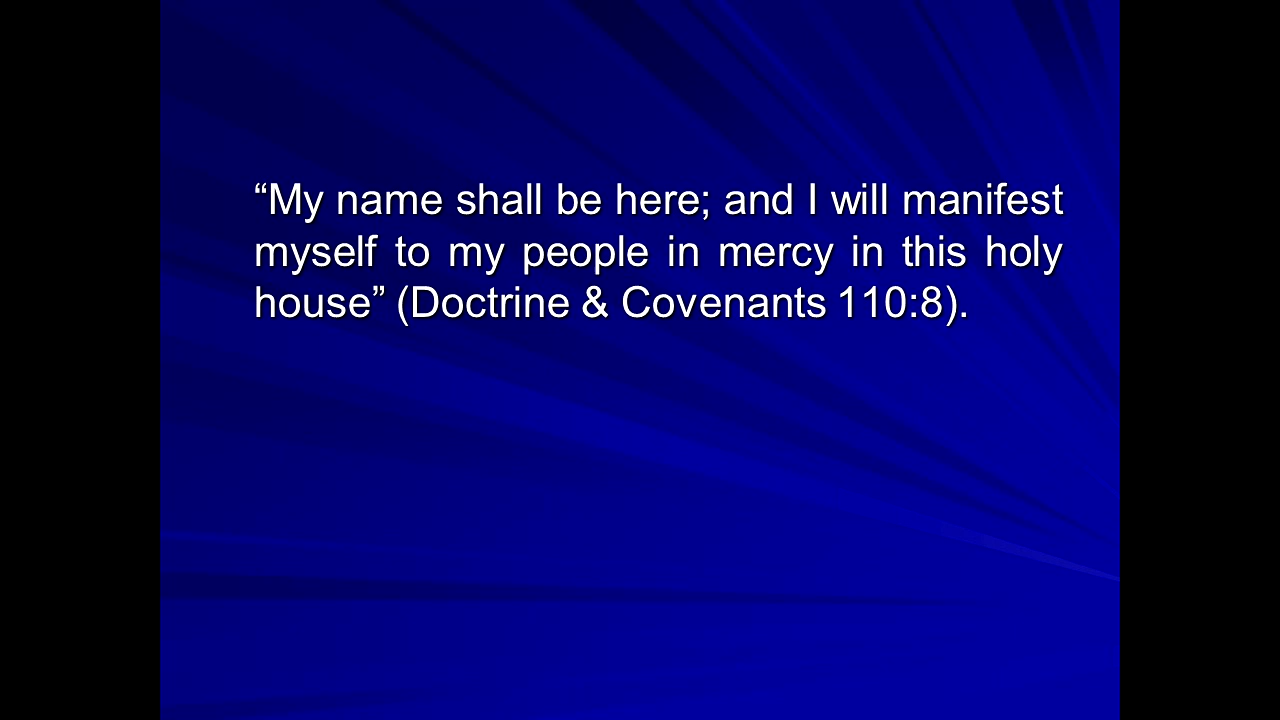 “My name shall be here; and I will manifest
myself to my people in mercy in this holy
house” (Doctrine & Covenants 110:8).